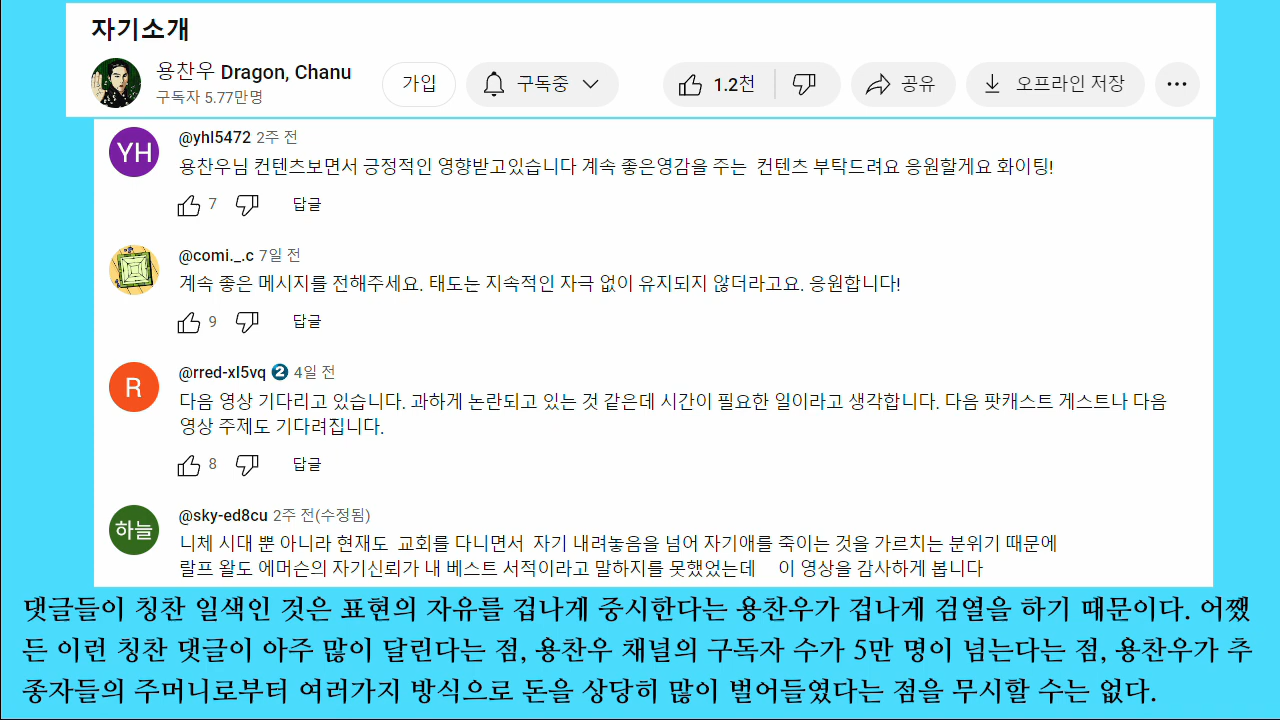 자기소개
용찬우 Dragon, Chanu
구독자 5.77만명
가입
구독중
1.2천
공유
오프라인 저장
YH
@yhl5472 2주 전
용찬우님 컨텐츠보면서 긍정적인 영향받고있습니다 계속 좋은영감을 주는 컨텐츠 부탁드려요 응원할게요 화이팅!
7
답글
@comi._.c 7일 전
계속 좋은 메시지를 전해주세요. 태도는 지속적인 자극 없이 유지되지 않더라고요. 응원합니다!
9
답글
R
@rred-xl5vq 2 4일 전
다음 영상 기다리고 있습니다. 과하게 논란되고 있는 것 같은데 시간이 필요한 일이라고 생각합니다. 다음 팟캐스트 게스트나 다음
영상 주제도 기다려집니다.
8
답글
하늘
@sky-ed8cu 2주 전(수정됨)
니체 시대 뿐 아니라 현재도 교회를 다니면서 자기 내려놓음을 넘어 자기애를 죽이는 것을 가르치는 분위기 때문에
랄프 왈도 에머슨의 자기신뢰가 내 베스트 서적이라고 말하지를 못했었는데 이 영상을 감사하게 봅니다
댓글들이 칭찬 일색인 것은 표현의 자유를 겁나게 중시한다는 용찬우가 겁나게 검열을 하기 때문이다. 어쨌
든 이런 칭찬 댓글이 아주 많이 달린다는 점, 용찬우 채널의 구독자 수가 5만 명이 넘는다는 점, 용찬우가 추
종자들의 주머니로부터 여러가지 방식으로 돈을 상당히 많이 벌어들였다는 점을 무시할 수는 없다.